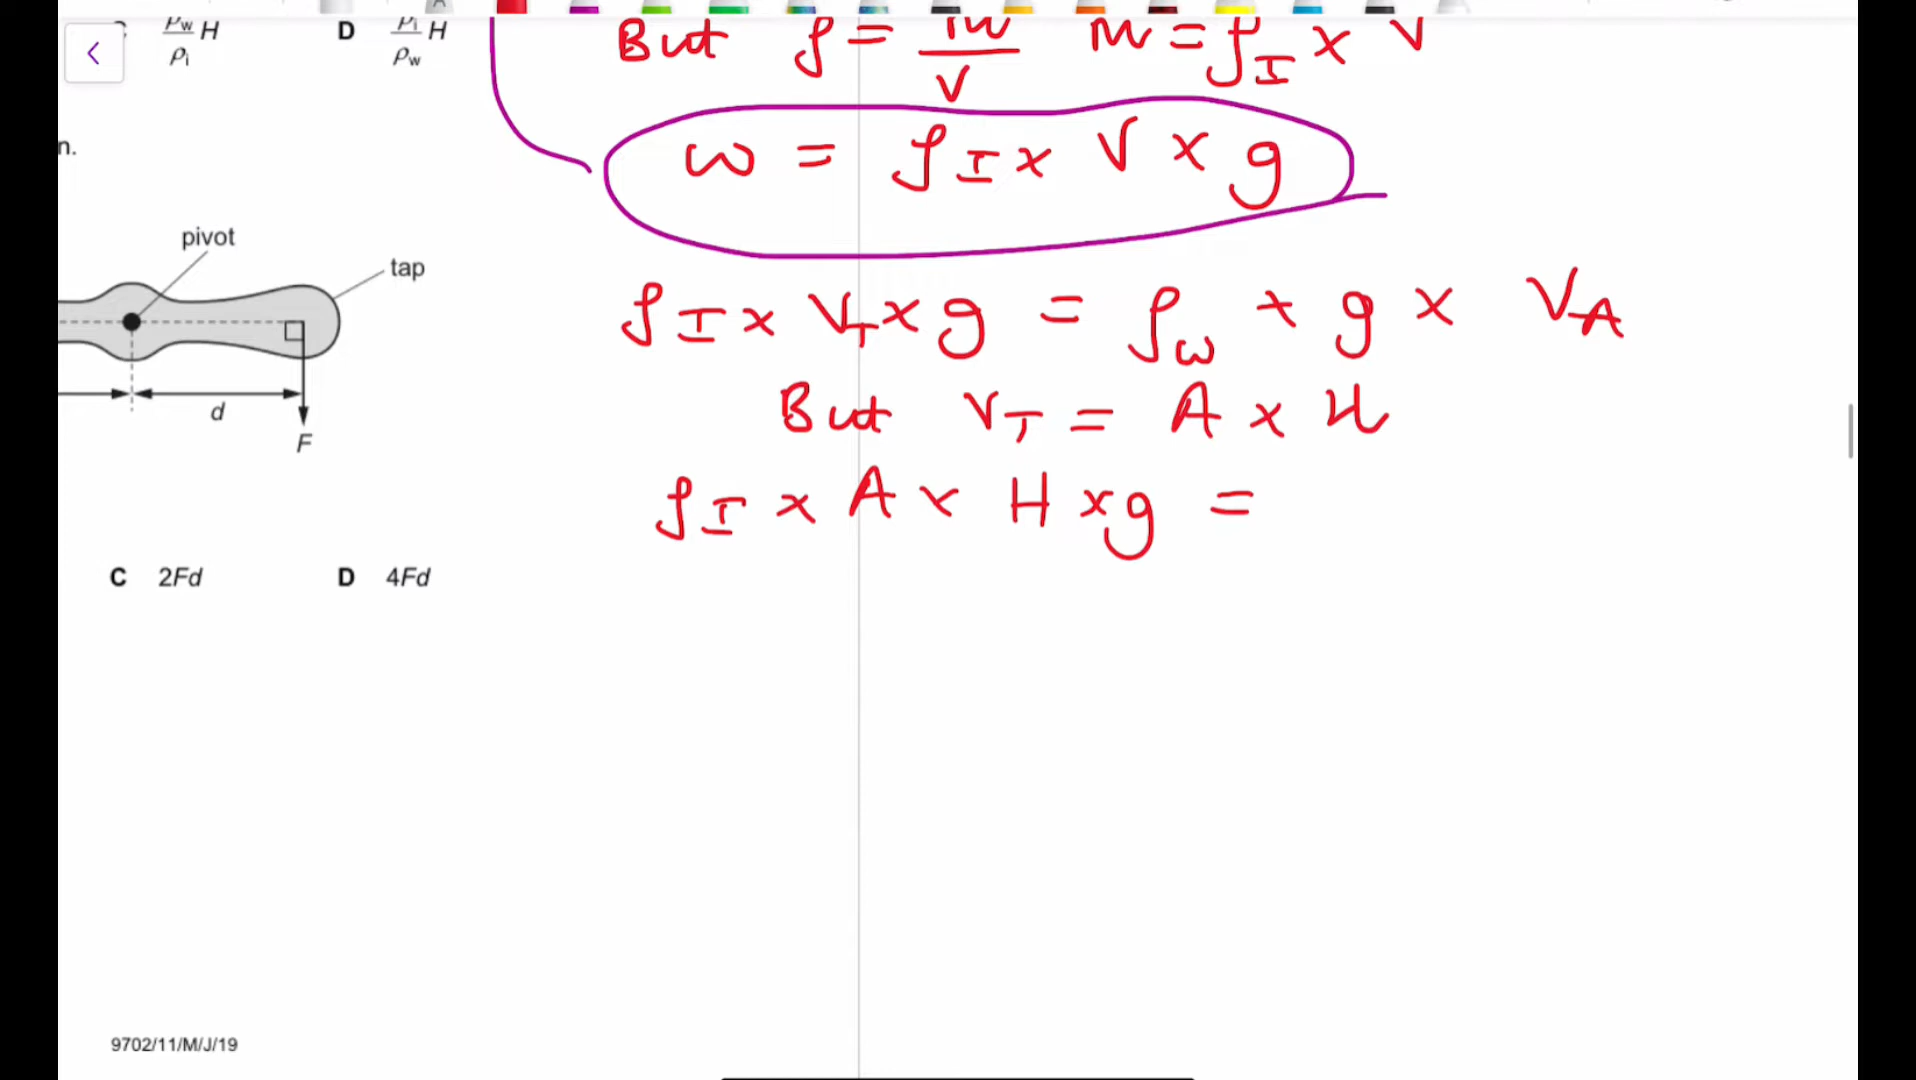 ρw/ρi H D ρi/ρw H
n.
pivot
tap
d
F
C 2Fd D 4Fd
9702/11/M/J/19
But ρ = m/V m = ρI x V
W = ρI x V x g
ρI x VT x g = ρw x g x VA
But VT = A x H
ρI x A x H x g =